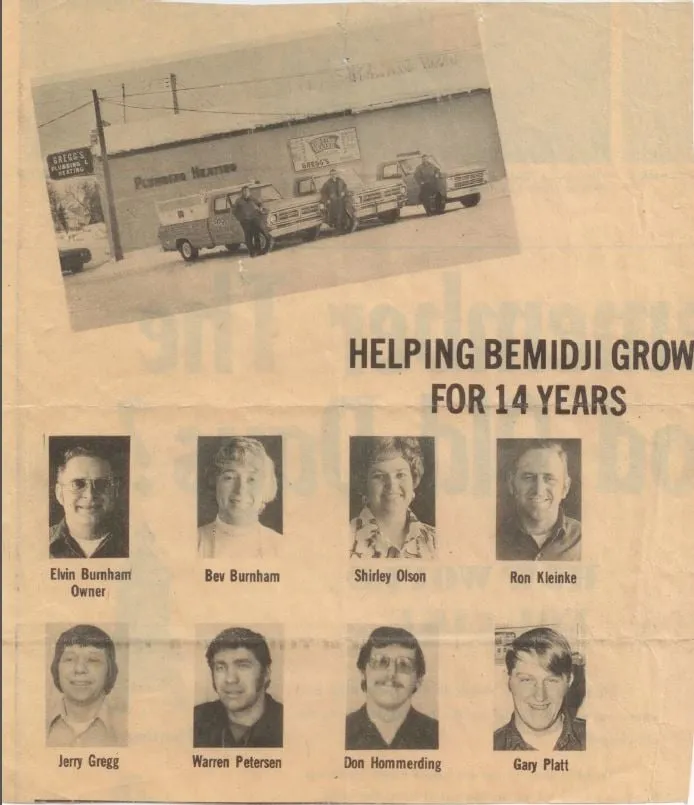 GREGG'S
PLUMBING &
HEATING
PLUMBING HEATING
GREGG'S
HELPING BEMIDJI GROW
FOR 14 YEARS
Elvin Burnham
Owner
Bev Burnham
Shirley Olson
Ron Kleinke
Jerry Gregg
Warren Petersen
Don Hommerding
Gary Platt